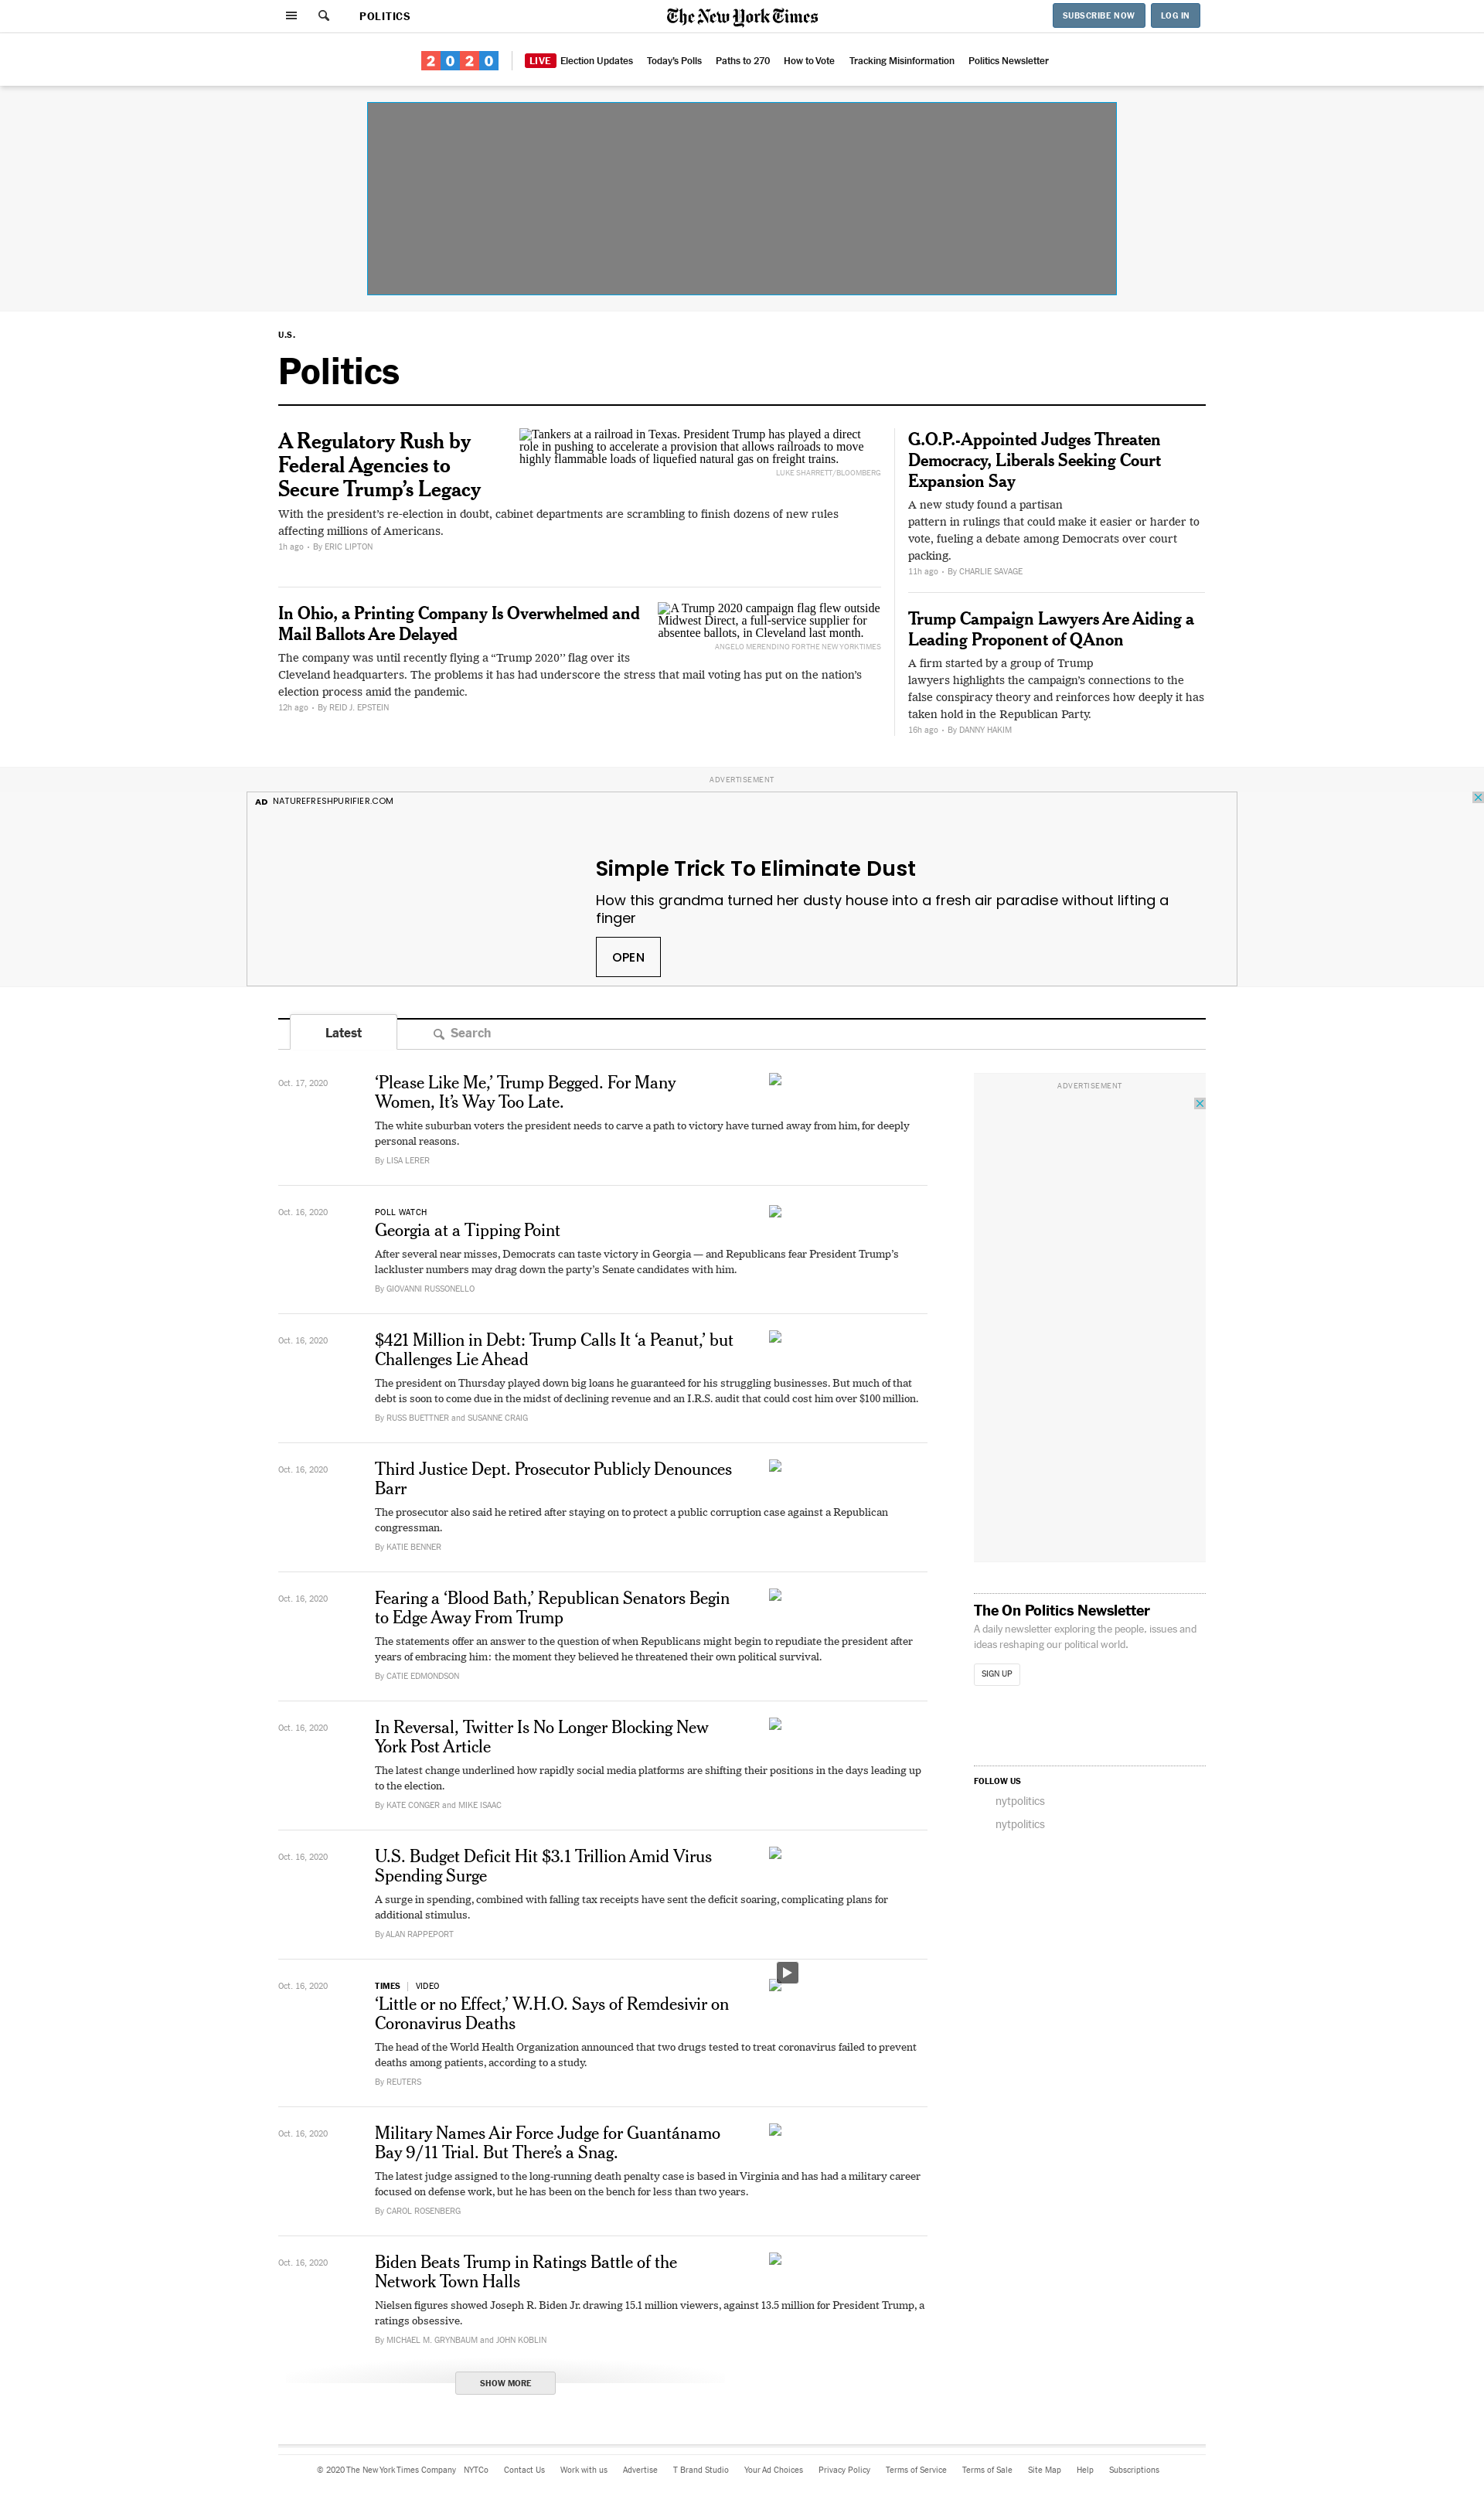 POLITICS
The New York Times
SUBSCRIBE NOW
LOG IN
2020
LIVE Election Updates
Today's Polls
Paths to 270
How to Vote
Tracking Misinformation
Politics Newsletter
U.S.
Politics
A Regulatory Rush by
Federal Agencies to
Secure Trump’s Legacy
Tankers at a railroad in Texas. President Trump has played a direct
role in pushing to accelerate a provision that allows railroads to move
highly flammable loads of liquefied natural gas on freight trains.
LUKE SHARRETT/BLOOMBERG
With the president’s re-election in doubt, cabinet departments are scrambling to finish dozens of new rules
affecting millions of Americans.
1h ago • By ERIC LIPTON
In Ohio, a Printing Company Is Overwhelmed and
Mail Ballots Are Delayed
A Trump 2020 campaign flag flew outside
Midwest Direct, a full-service supplier for
absentee ballots, in Cleveland last month.
ANGELO MERENDINO FOR THE NEW YORK TIMES
The company was until recently flying a “Trump 2020” flag over its
Cleveland headquarters. The problems it has had underscore the stress that mail voting has put on the nation’s
election process amid the pandemic.
12h ago • By REID J. EPSTEIN
G.O.P.-Appointed Judges Threaten
Democracy, Liberals Seeking Court
Expansion Say
A new study found a partisan
pattern in rulings that could make it easier or harder to
vote, fueling a debate among Democrats over court
packing.
11h ago • By CHARLIE SAVAGE
Trump Campaign Lawyers Are Aiding a
Leading Proponent of QAnon
A firm started by a group of Trump
lawyers highlights the campaign’s connections to the
false conspiracy theory and reinforces how deeply it has
taken hold in the Republican Party.
16h ago • By DANNY HAKIM
ADVERTISEMENT
AD NATUREFRESHPURIFIER.COM
Simple Trick To Eliminate Dust
How this grandma turned her dusty house into a fresh air paradise without lifting a
finger
OPEN
Latest
Search
Oct. 17, 2020
‘Please Like Me,’ Trump Begged. For Many
Women, It’s Way Too Late.
The white suburban voters the president needs to carve a path to victory have turned away from him, for deeply
personal reasons.
By LISA LERER
Oct. 16, 2020
POLL WATCH
Georgia at a Tipping Point
After several near misses, Democrats can taste victory in Georgia — and Republicans fear President Trump’s
lackluster numbers may drag down the party’s Senate candidates with him.
By GIOVANNI RUSSONELLO
Oct. 16, 2020
$421 Million in Debt: Trump Calls It ‘a Peanut,’ but
Challenges Lie Ahead
The president on Thursday played down big loans he guaranteed for his struggling businesses. But much of that
debt is soon to come due in the midst of declining revenue and an I.R.S. audit that could cost him over $100 million.
By RUSS BUETTNER and SUSANNE CRAIG
Oct. 16, 2020
Third Justice Dept. Prosecutor Publicly Denounces
Barr
The prosecutor also said he retired after staying on to protect a public corruption case against a Republican
congressman.
By KATIE BENNER
Oct. 16, 2020
Fearing a ‘Blood Bath,’ Republican Senators Begin
to Edge Away From Trump
The statements offer an answer to the question of when Republicans might begin to repudiate the president after
years of embracing him: the moment they believed he threatened their own political survival.
By CATIE EDMONDSON
Oct. 16, 2020
In Reversal, Twitter Is No Longer Blocking New
York Post Article
The latest change underlined how rapidly social media platforms are shifting their positions in the days leading up
to the election.
By KATE CONGER and MIKE ISAAC
Oct. 16, 2020
U.S. Budget Deficit Hit $3.1 Trillion Amid Virus
Spending Surge
A surge in spending, combined with falling tax receipts have sent the deficit soaring, complicating plans for
additional stimulus.
By ALAN RAPPEPORT
Oct. 16, 2020
TIMES | VIDEO
‘Little or no Effect,’ W.H.O. Says of Remdesivir on
Coronavirus Deaths
The head of the World Health Organization announced that two drugs tested to treat coronavirus failed to prevent
deaths among patients, according to a study.
By REUTERS
Oct. 16, 2020
Military Names Air Force Judge for Guantánamo
Bay 9/11 Trial. But There’s a Snag.
The latest judge assigned to the long-running death penalty case is based in Virginia and has had a military career
focused on defense work, but he has been on the bench for less than two years.
By CAROL ROSENBERG
Oct. 16, 2020
Biden Beats Trump in Ratings Battle of the
Network Town Halls
Nielsen figures showed Joseph R. Biden Jr. drawing 15.1 million viewers, against 13.5 million for President Trump, a
ratings obsessive.
By MICHAEL M. GRYNBAUM and JOHN KOBLIN
SHOW MORE
ADVERTISEMENT
The On Politics Newsletter
A daily newsletter exploring the people, issues and
ideas reshaping our political world.
SIGN UP
FOLLOW US
nytpolitics
nytpolitics
© 2020 The New York Times Company
NYTCo
Contact Us
Work with us
Advertise
T Brand Studio
Your Ad Choices
Privacy Policy
Terms of Service
Terms of Sale
Site Map
Help
Subscriptions